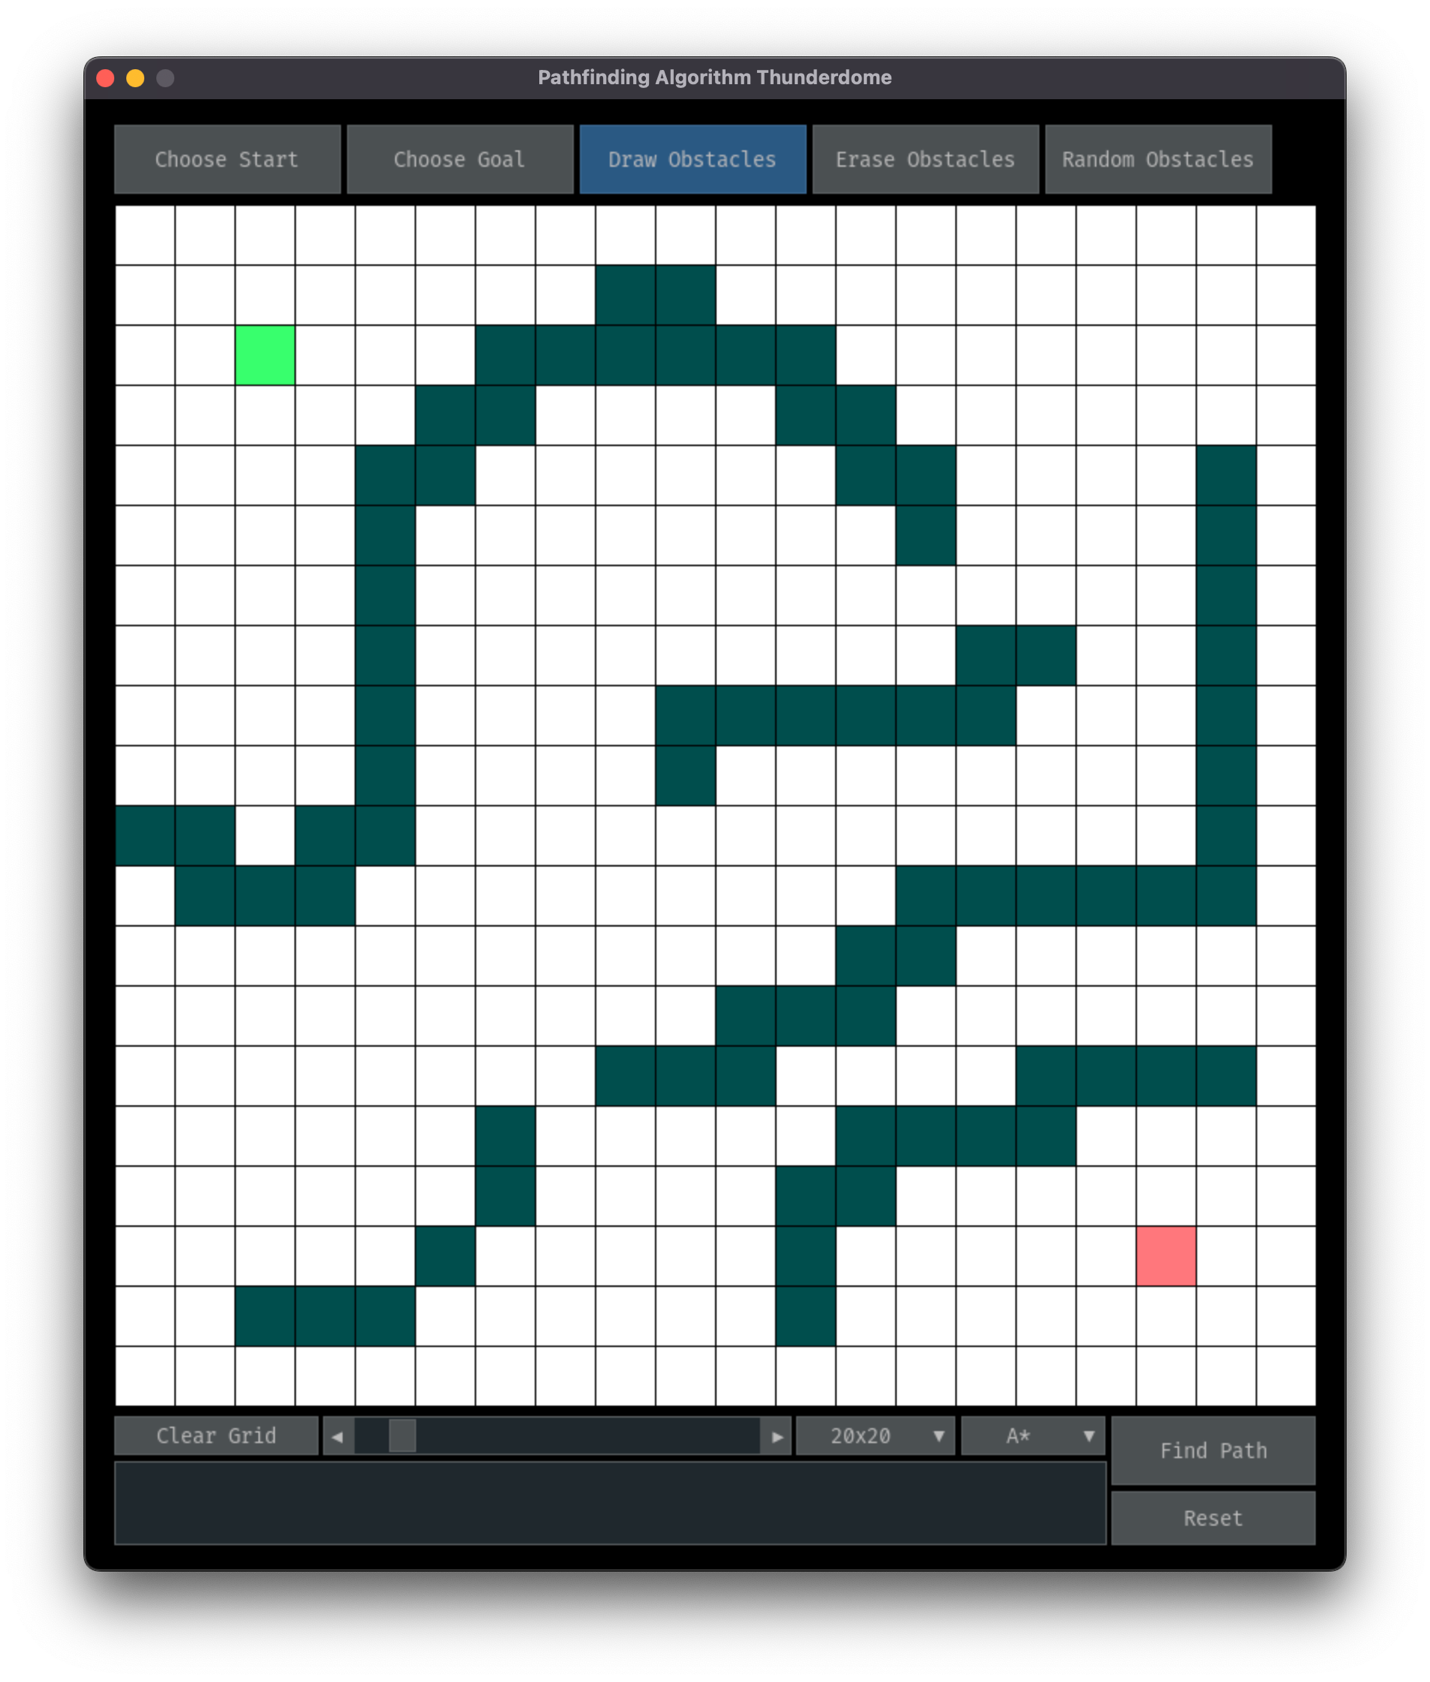 Pathfinding Algorithm Thunderdome
Choose Start
Choose Goal
Draw Obstacles
Erase Obstacles
Random Obstacles
Clear Grid
20x20
A*
Find Path
Reset